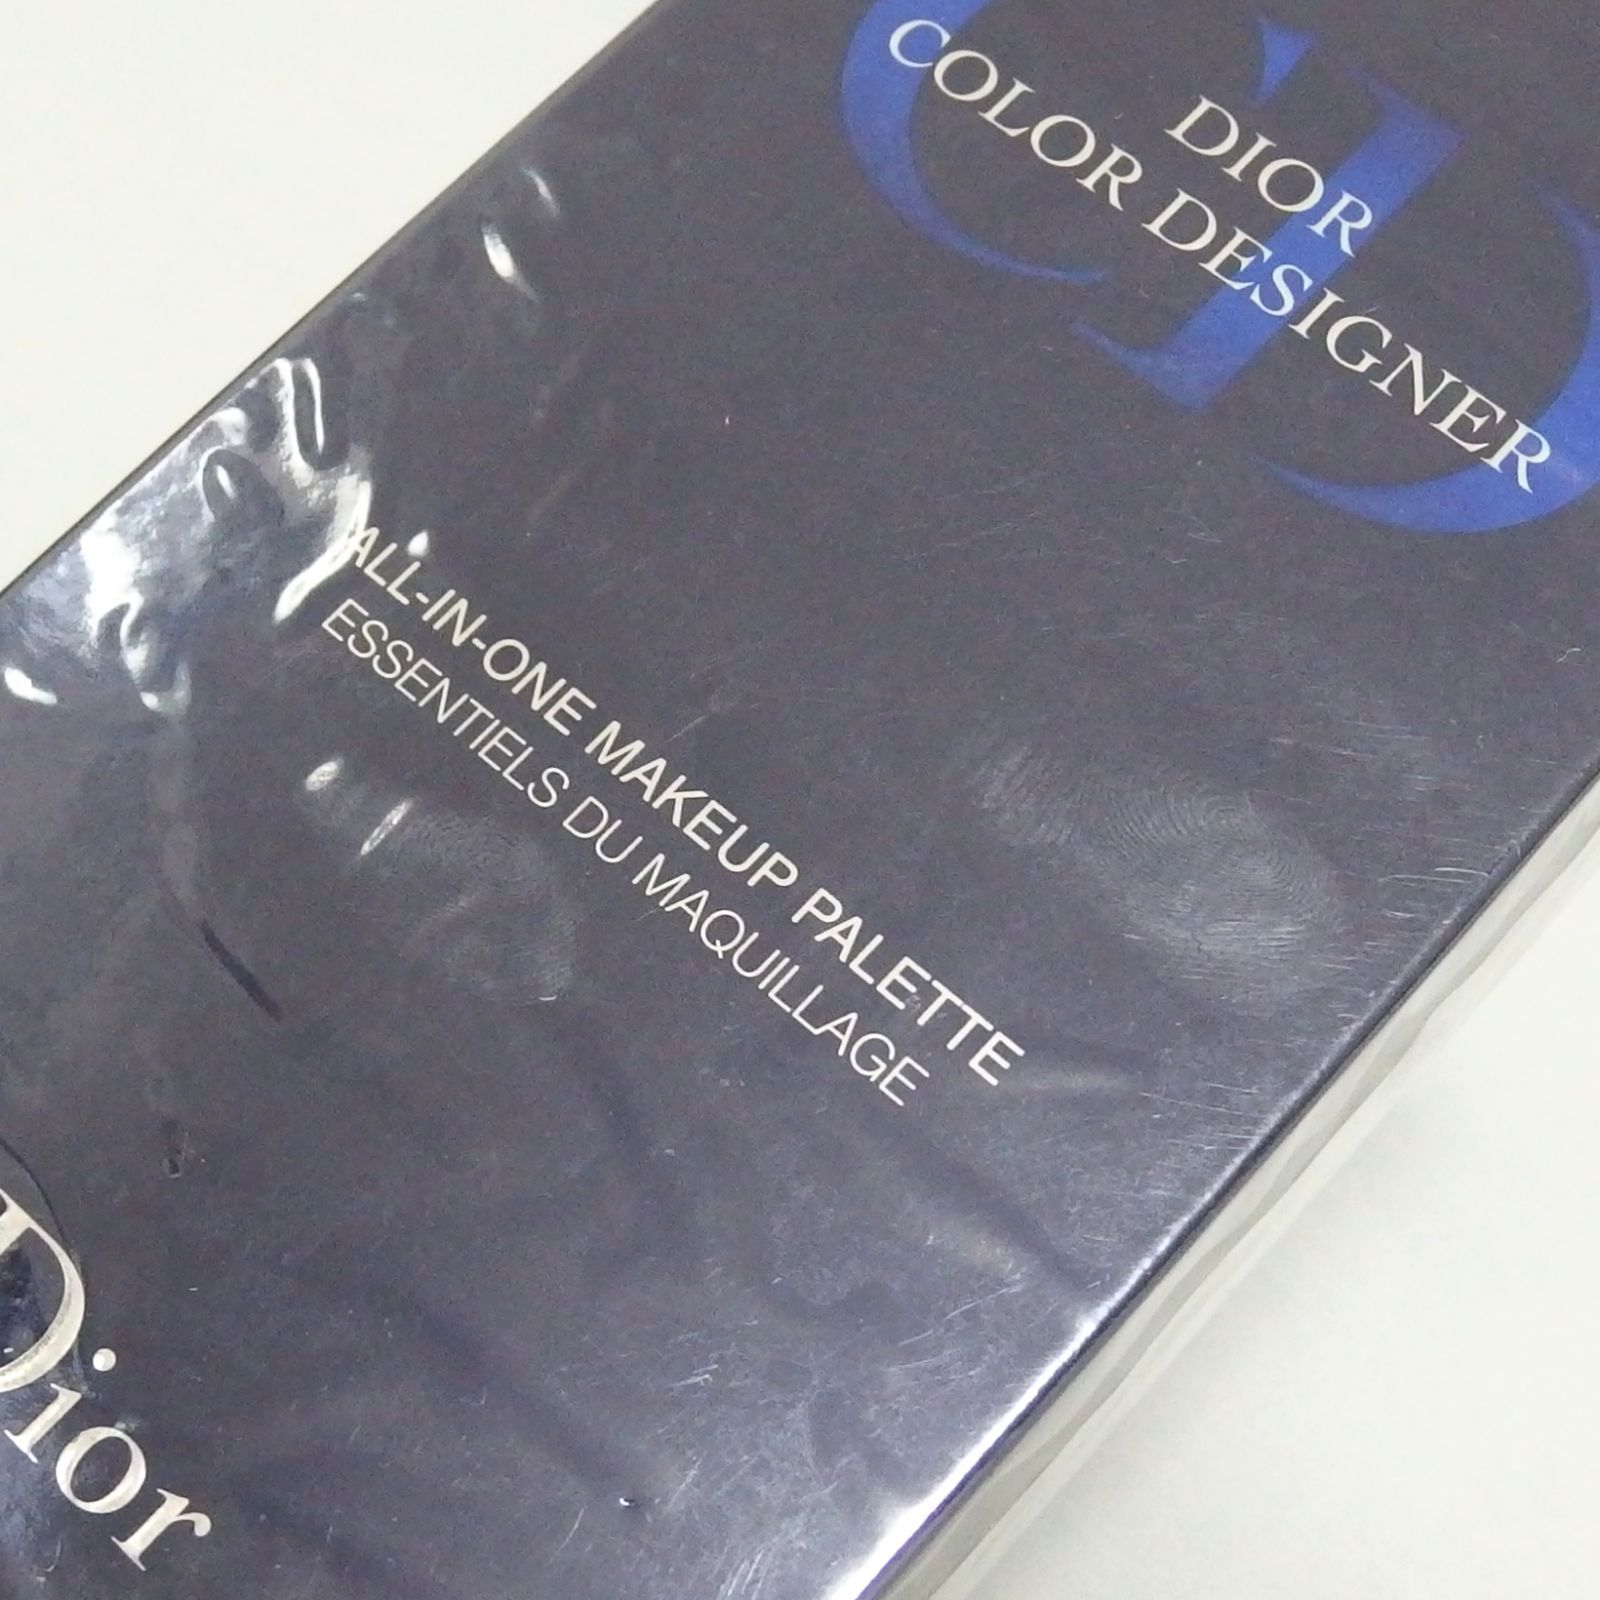 DIOR
COLOR DESIGNER
ALL-IN-ONE MAKEUP PALETTE
ESSENTIELS DU MAQUILLAGE
Dior